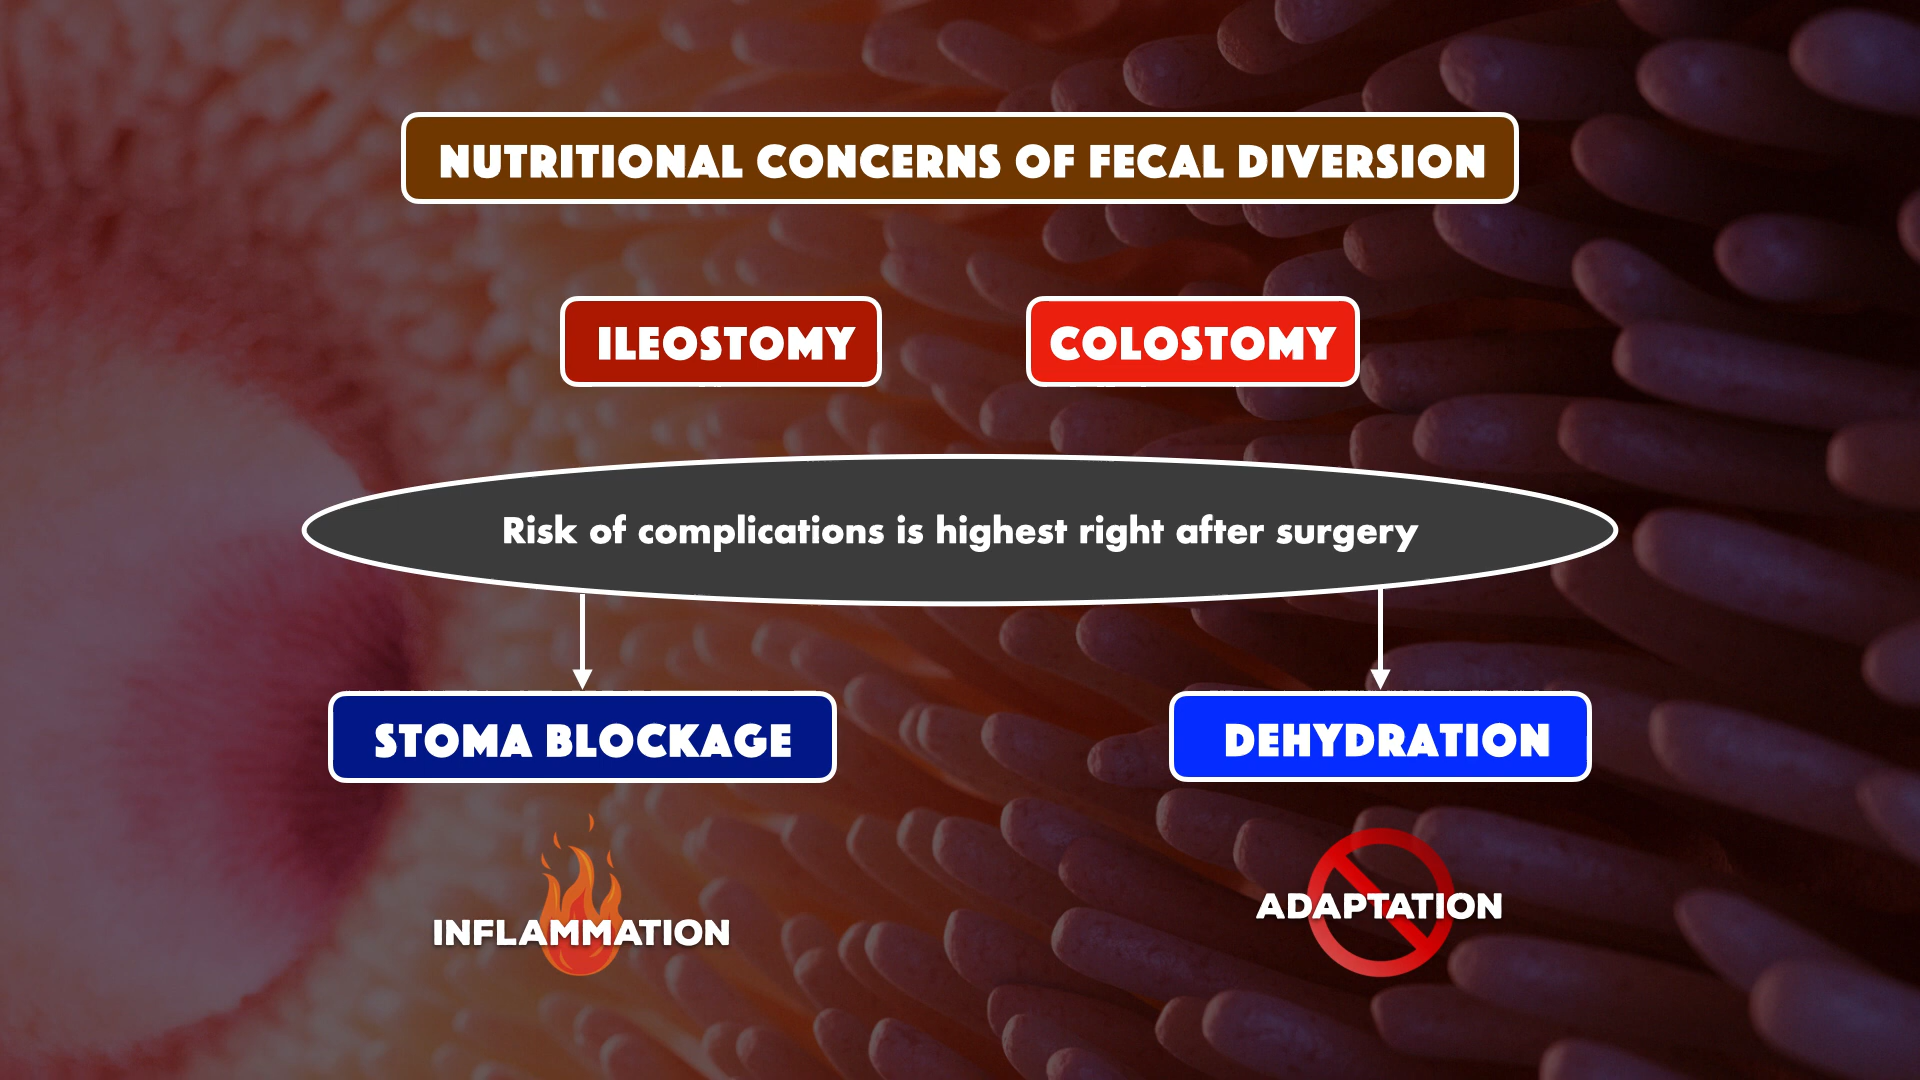 NUTRITIONAL CONCERNS OF FECAL DIVERSION
ILEOSTOMY
COLOSTOMY
Risk of complications is highest right after surgery
STOMA BLOCKAGE
DEHYDRATION
INFLAMMATION
ADAPTATION